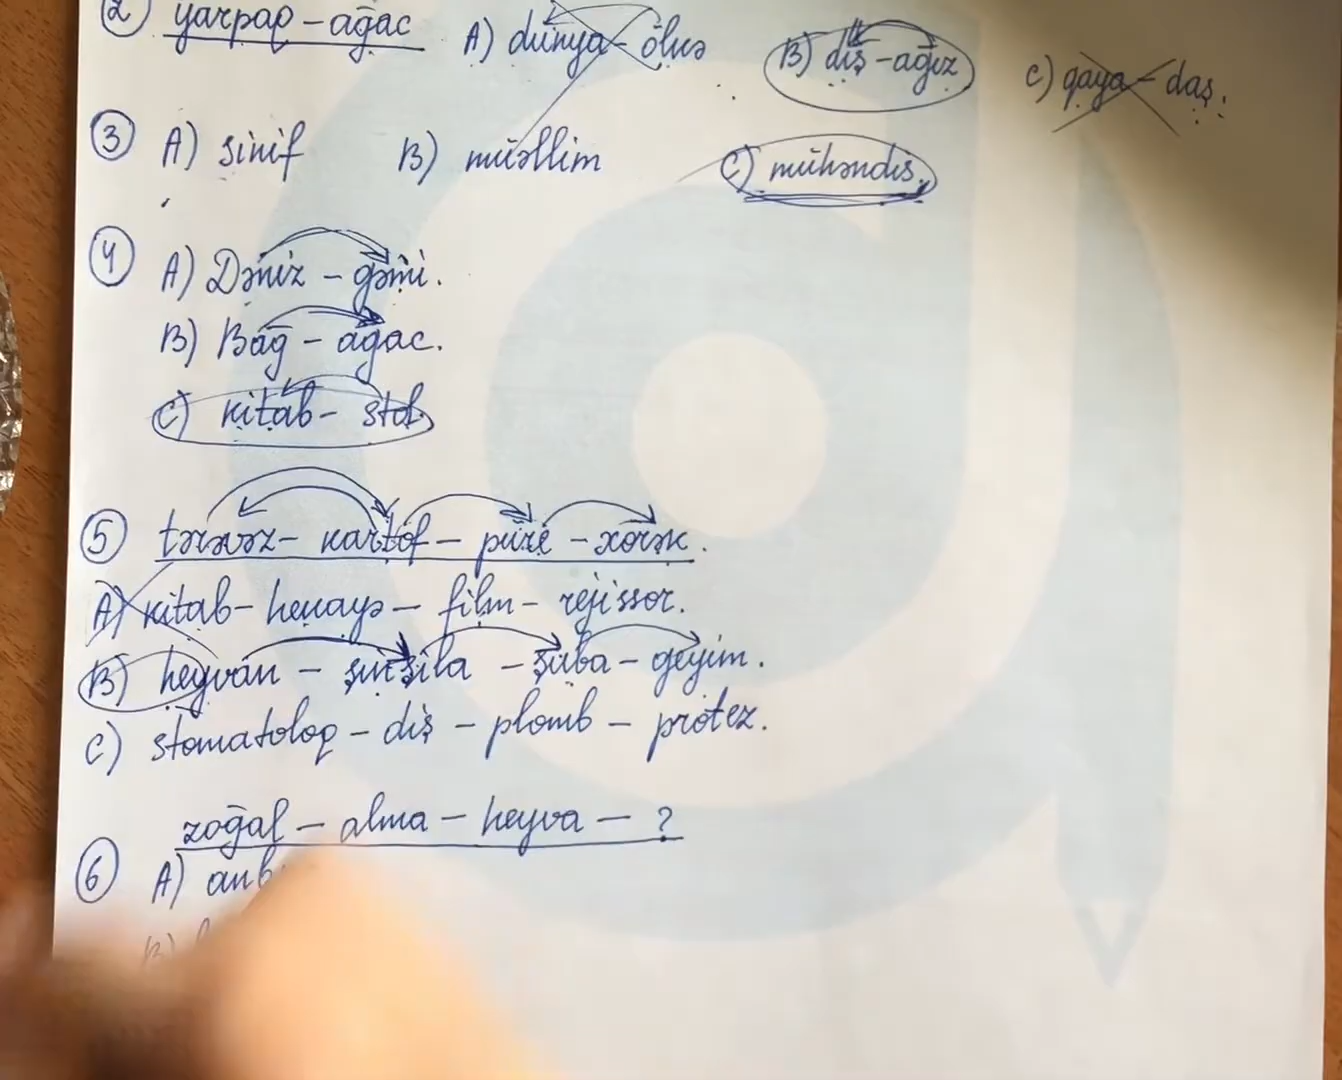 2) yarpaq – ağac A) dünya – ölkə B) diş – ağız C) qaya – daş.
3 A) sinif B) müəllim C) mühəndis.
4 A) Dəniz – gəmi.
B) Bağ – ağac.
C) kitab – stol.
5 tərəvəz – kartof – püre – xörək.
A) kitab – hekayə – film – rejissor.
B) heyvan – şinşila – şuba – geyim.
C) stomatoloq – diş – plomb – protez.
zoğal – alma – heyva – ?
6 A)
B)